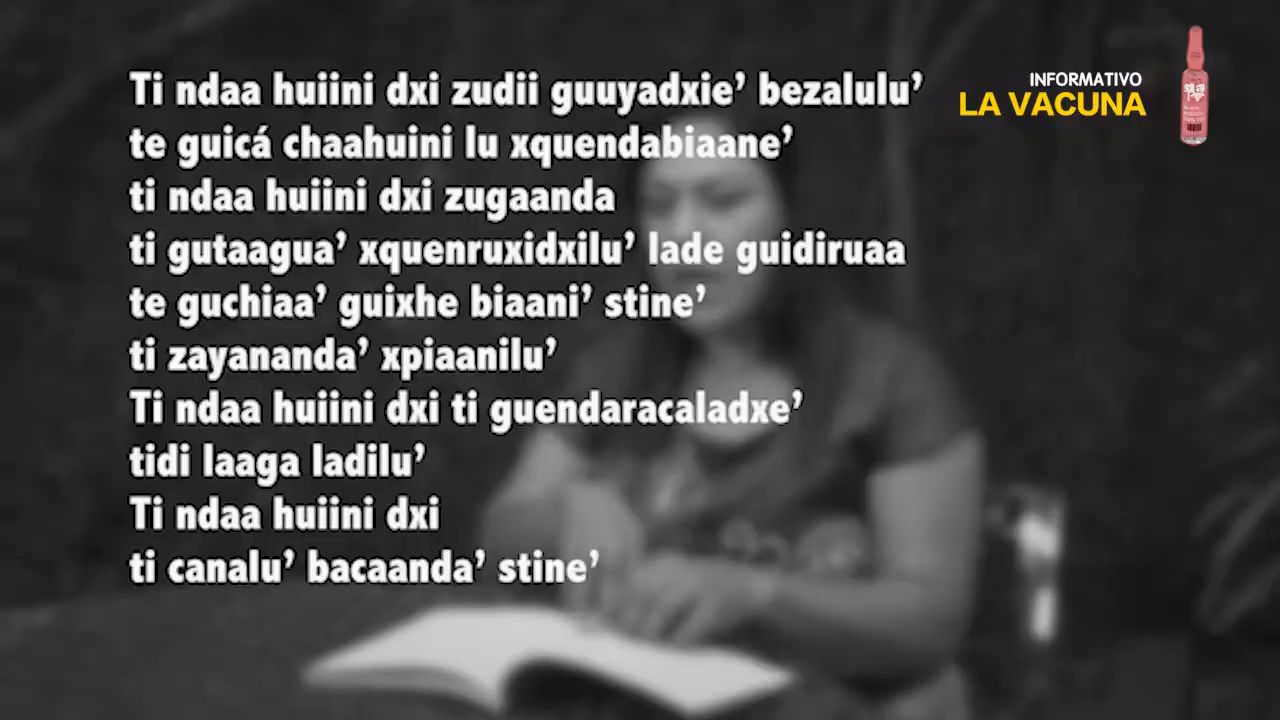 INFORMATIVO
LA VACUNA
Ti ndaa huiini dxi zudii guuyadxie’ bezalulu’
te guicá chaahuini lu xquendabiaane’
ti ndaa huiini dxi zugaanda
ti gutaagua’ xquenruxidxilu’ lade guidiruaa
te guchiaa’ guixhe biaani’ stine’
ti zayananda’ xpiaanilu’
Ti ndaa huiini dxi ti guendaracaladxe’
tidi laaga ladilu’
Ti ndaa huiini dxi
ti canalu’ bacaanda’ stine’